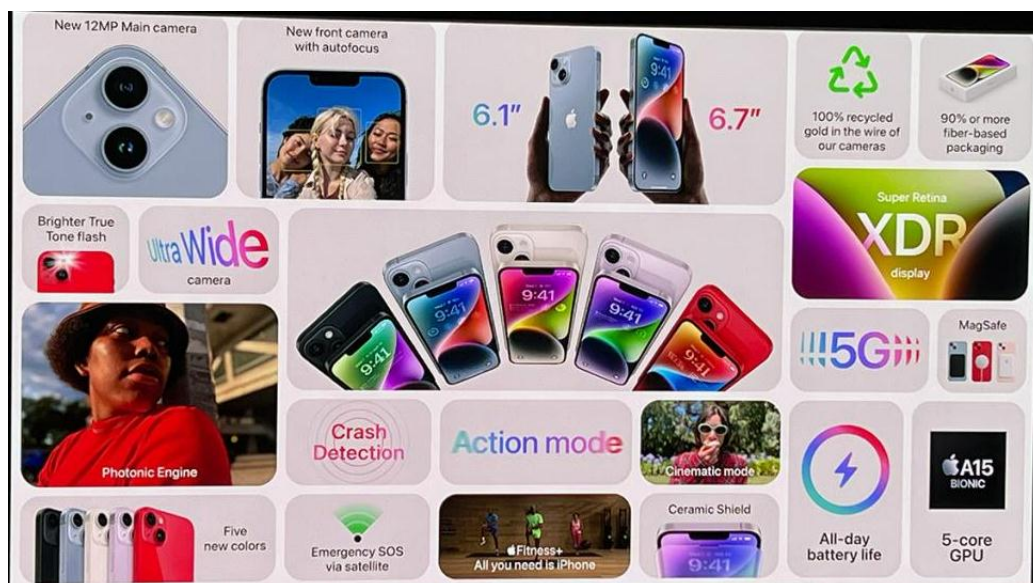 New 12MP Main camera
New front camera
with autofocus
6.1"
6.7"
9:41
100% recycled
gold in the wire of
our cameras
90% or more
fiber-based
packaging
Brighter True
Tone flash
Ultra Wide
camera
9:41
9:41
9:41
9:41
9:41
Super Retina
XDR
display
5G
MagSafe
Photonic Engine
Crash
Detection
Action mode
Cinematic mode
All-day
battery life
A15
BIONIC
5-core
GPU
Five
new colors
Emergency SOS
via satellite
Fitness+
All you need is iPhone
Ceramic Shield
9:41